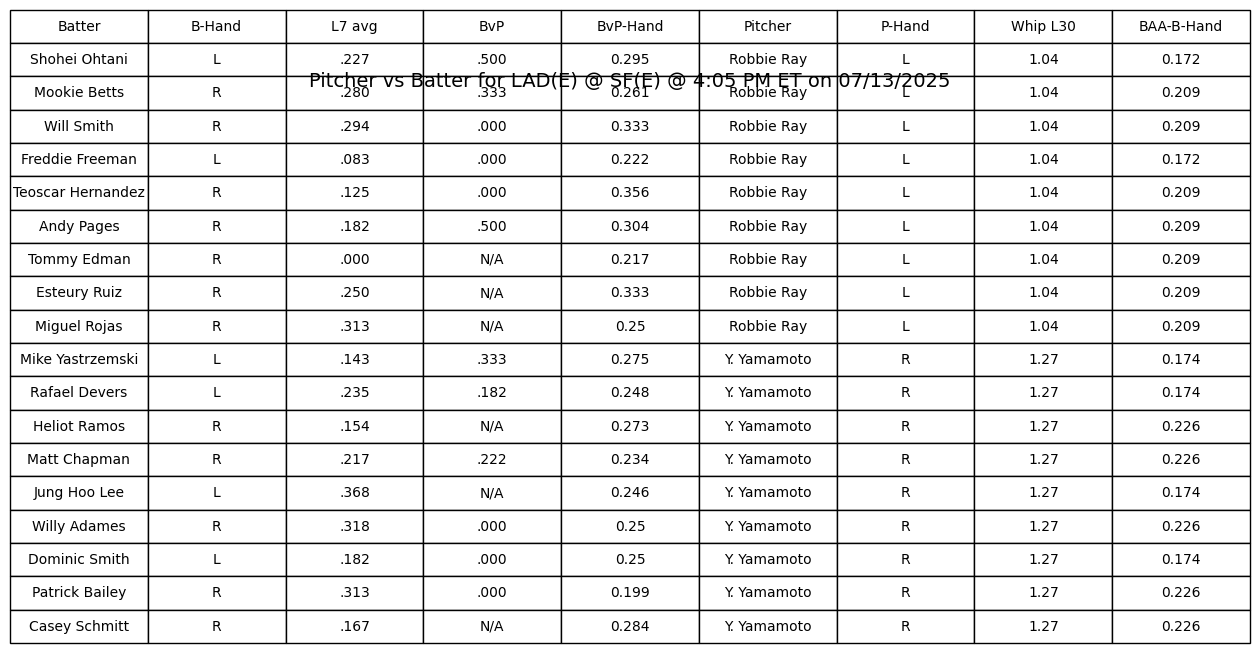 Batter B-Hand L7 avg BvP BvP-Hand Pitcher P-Hand Whip L30 BAA-B-Hand
Shohei Ohtani L .227 .500 0.295 Robbie Ray L 1.04 0.172
Pitcher vs Batter for LAD(E) @ SF(E) @ 4:05 PM ET on 07/13/2025
Mookie Betts R .280 .333 0.261 Robbie Ray L 1.04 0.209
Will Smith R .294 .000 0.333 Robbie Ray L 1.04 0.209
Freddie Freeman L .083 .000 0.222 Robbie Ray L 1.04 0.172
Teoscar Hernandez R .125 .000 0.356 Robbie Ray L 1.04 0.209
Andy Pages R .182 .500 0.304 Robbie Ray L 1.04 0.209
Tommy Edman R .000 N/A 0.217 Robbie Ray L 1.04 0.209
Esteury Ruiz R .250 N/A 0.333 Robbie Ray L 1.04 0.209
Miguel Rojas R .313 N/A 0.25 Robbie Ray L 1.04 0.209
Mike Yastrzemski L .143 .333 0.275 Y. Yamamoto R 1.27 0.174
Rafael Devers L .235 .182 0.248 Y. Yamamoto R 1.27 0.174
Heliot Ramos R .154 N/A 0.273 Y. Yamamoto R 1.27 0.226
Matt Chapman R .217 .222 0.234 Y. Yamamoto R 1.27 0.226
Jung Hoo Lee L .368 N/A 0.246 Y. Yamamoto R 1.27 0.174
Willy Adames R .318 .000 0.25 Y. Yamamoto R 1.27 0.226
Dominic Smith L .182 .000 0.25 Y. Yamamoto R 1.27 0.174
Patrick Bailey R .313 .000 0.199 Y. Yamamoto R 1.27 0.226
Casey Schmitt R .167 N/A 0.284 Y. Yamamoto R 1.27 0.226